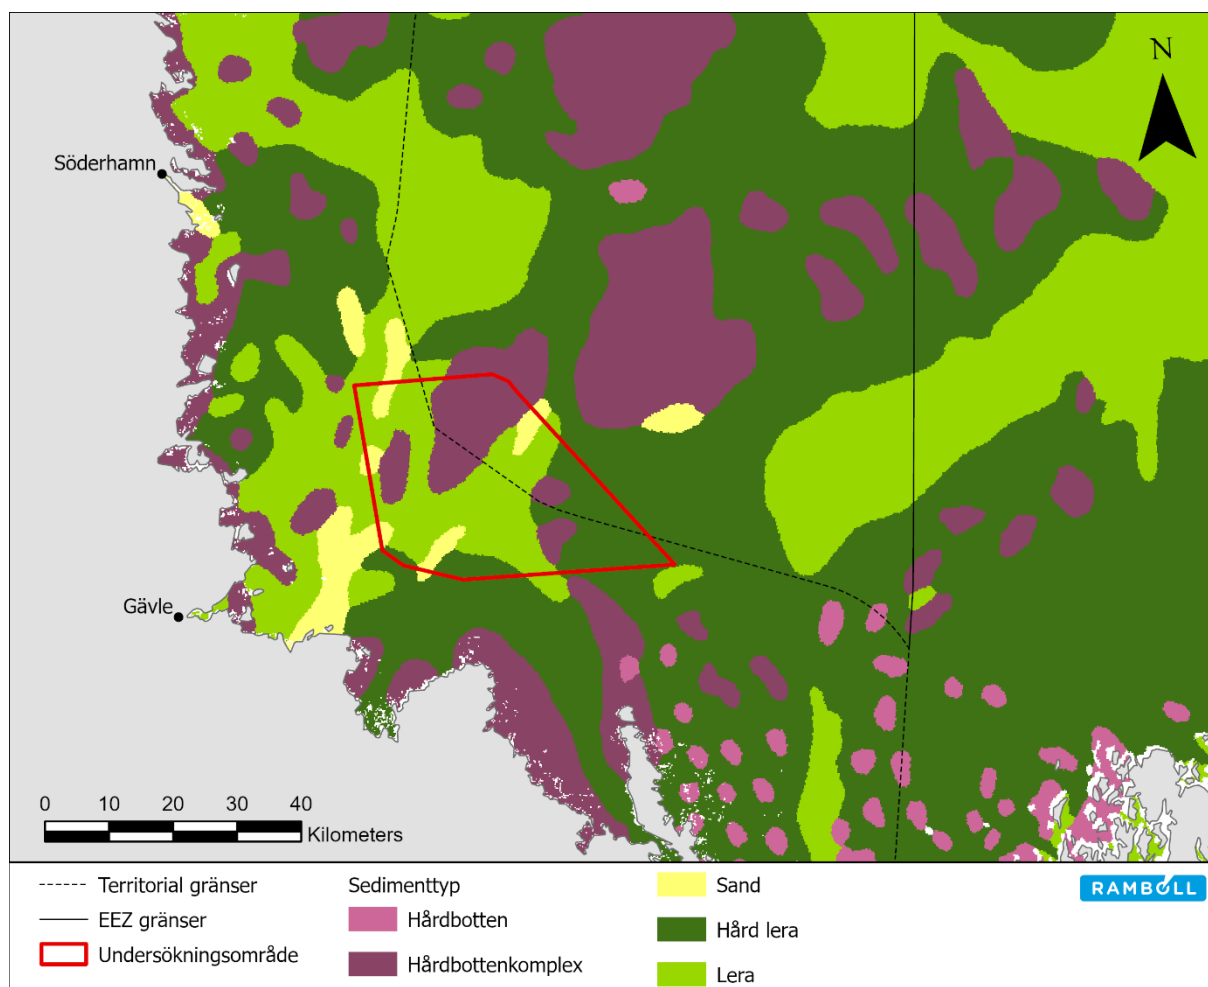 N
Söderhamn
Gävle
0 10 20 30 40
Kilometers
Territorial gränser
EEZ gränser
Undersökningsområde
Sedimenttyp
Hårdbotten
Hårdbottenkomplex
Sand
Hård lera
Lera
RAMBOLL